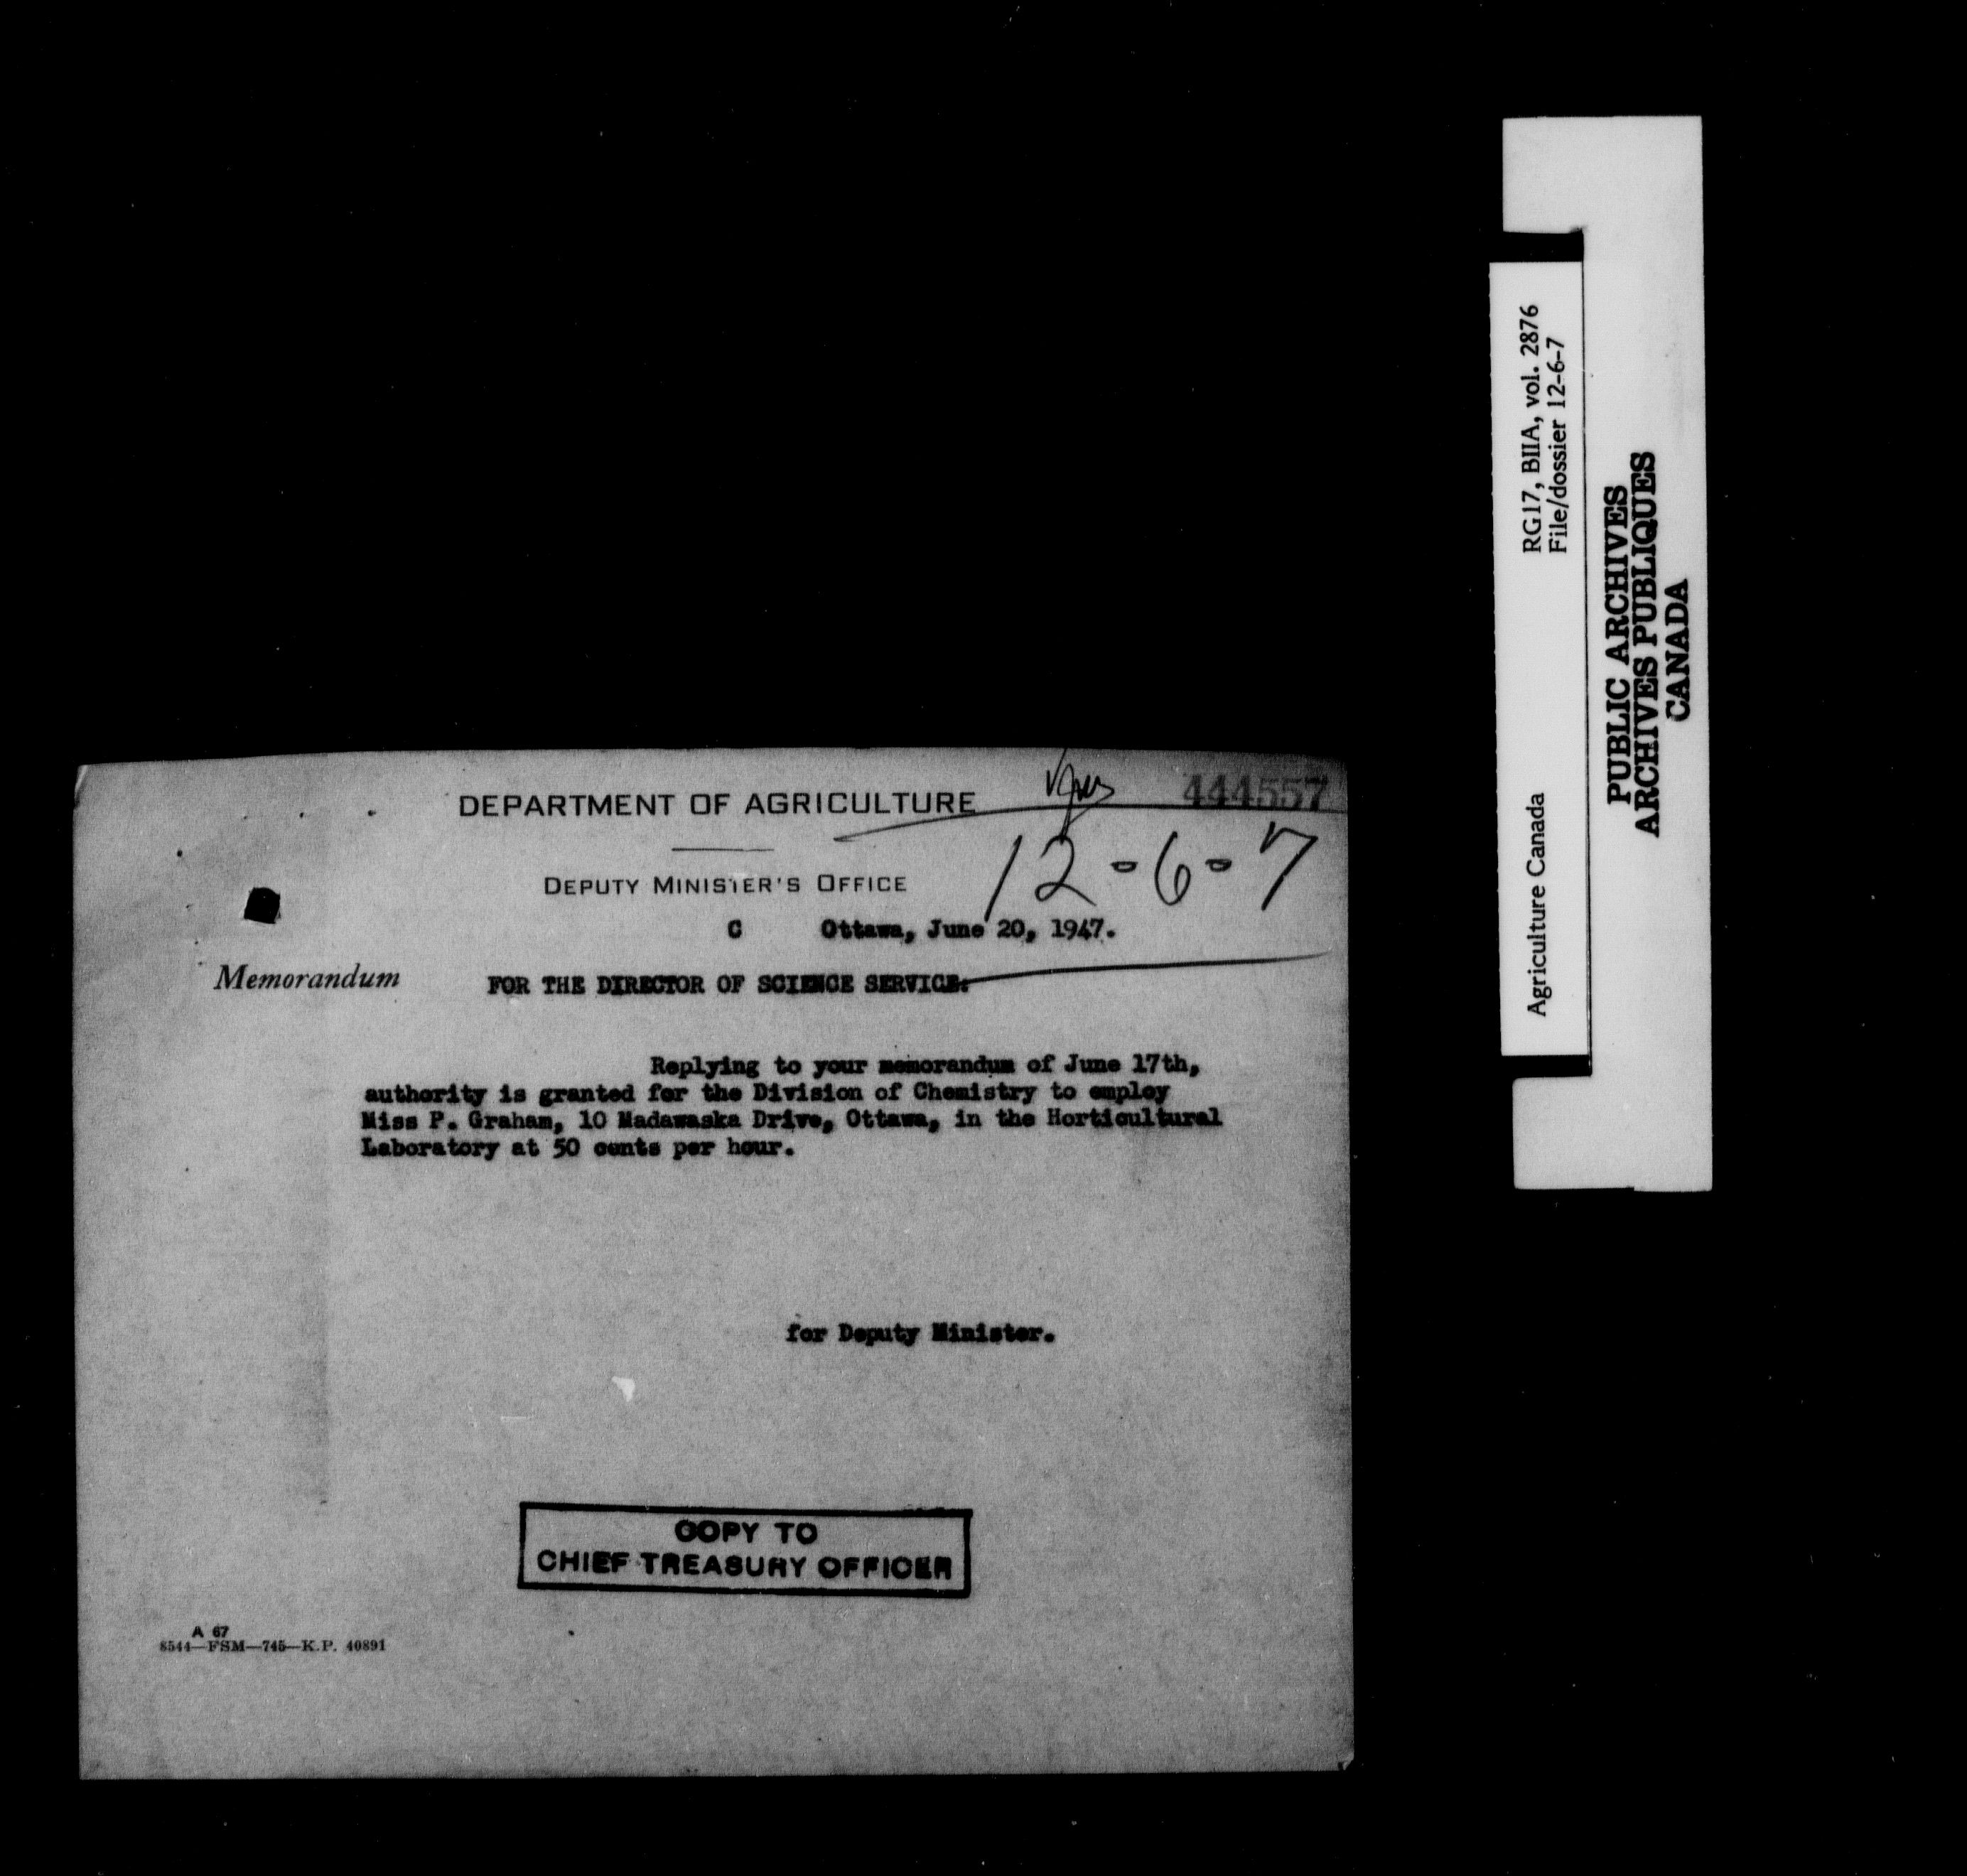 DEPARTMENT OF AGRICULTURE
444557
DEPUTY MINISTER'S OFFICE
12-6-7
C Ottawa, June 20, 1947.
Memorandum FOR THE DIRECTOR OF SCIENCE SERVICE:
Replying to your memorandum of June 17th,
authority is granted for the Division of Chemistry to employ
Miss P. Graham, 10 Madawaska Drive, Ottawa, in the Horticultural
Laboratory at 50 cents per hour.
for Deputy Minister.
COPY TO
CHIEF TREASURY OFFICER
A 67
8544—FSM—745—K.P. 40891
Agriculture Canada RG17, BIIA, vol. 2876
File/dossier 12-6-7
PUBLIC ARCHIVES
ARCHIVES PUBLIQUES
CANADA